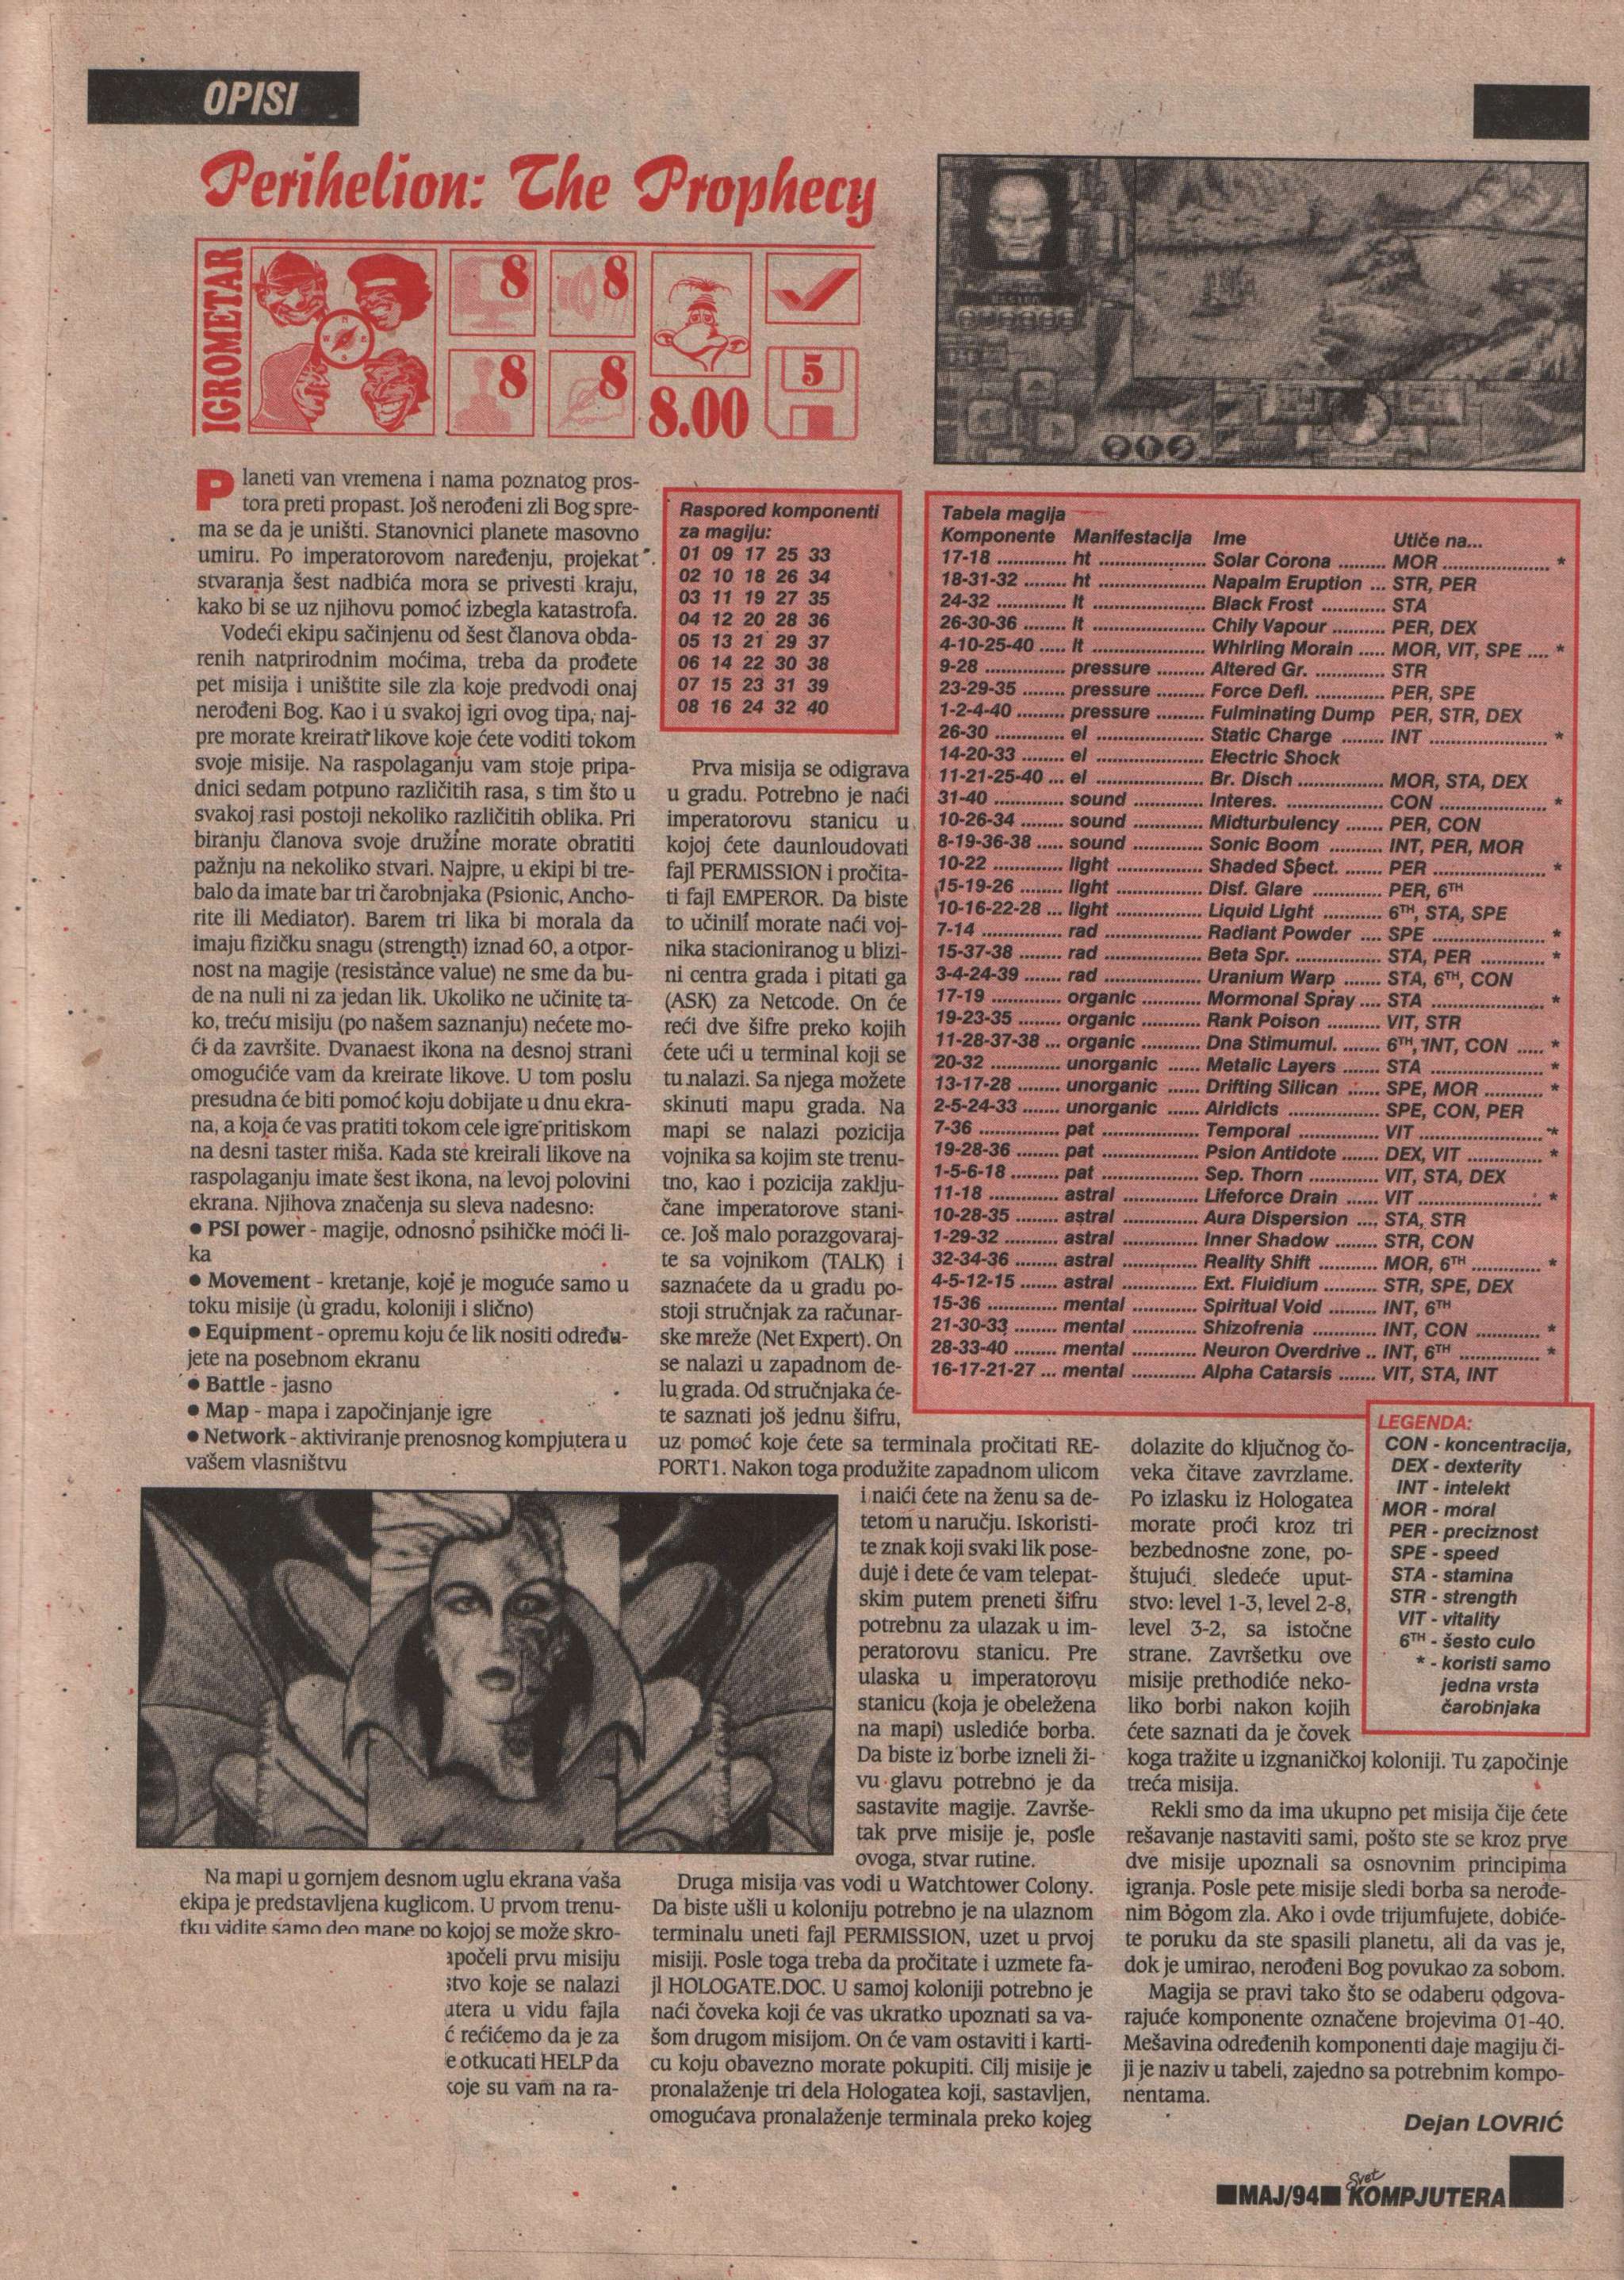 OPISI
Perihelion: The Prophecy
IGROMETAR
8
8
8
8
8.00
5
Planeti van vremena i nama poznatog pros-
tora preti propast. Još nerođeni zli Bog spre-
ma se da je uništi. Stanovnici planete masovno
umiru. Po imperatorovom naređenju, projekat
stvaranja šest nadbića mora se privesti kraju,
kako bi se uz njihovu pomoć izbegla katastrofa.
Vodeći ekipu sačinjenu od šest članova obda-
renih natprirodnim moćima, treba da prođete
pet misija i uništite sile zla koje predvodi onaj
nerođeni Bog. Kao i u svakoj igri ovog tipa, naj-
pre morate kreirati likove koje ćete voditi tokom
svoje misije. Na raspolaganju vam stoje pripa-
dnici sedam potpuno različitih rasa, s tim što u
svakoj rasi postoji nekoliko različitih oblika. Pri
biranju članova svoje družine morate obratiti
pažnju na nekoliko stvari. Najpre, u ekipi bi tre-
balo da imate bar tri čarobnjaka (Psionic, Ancho-
rite ili Mediator). Barem tri lika bi morala da
imaju fizičku snagu (strength) iznad 60, a otpor-
nost na magije (resistance value) ne sme da bu-
de na nuli ni za jedan lik. Ukoliko ne učinite ta-
ko, treću misiju (po našem saznanju) nećete mo-
ći da završite. Dvanaest ikona na desnoj strani
omogućiće vam da kreirate likove. U tom poslu
presudna će biti pomoć koju dobijate u dnu ekra-
na, a koja će vas pratiti tokom cele igre pritiskom
na desni taster miša. Kada ste kreirali likove na
raspolaganju imate šest ikona, na levoj polovini
ekrana. Njihova značenja su sleva nadesno:
● PSI power - magije, odnosno psihičke moći li-
ka
● Movement - kretanje, koje je moguće samo u
toku misije (u gradu, koloniji i slično)
● Equipment - opremu koju će lik nositi određu-
jete na posebnom ekranu
● Battle - jasno
● Map - mapa i započinjanje igre
● Network - aktiviranje prenosnog kompjutera u
vašem vlasništvu
Na mapi u gornjem desnom uglu ekrana vaša
ekipa je predstavljena kuglicom. U prvom trenu-
tku vidite samo deo mape po kojoj se može skro-
apočeli prvu misiju
stvo koje se nalazi
utera u vidu fajla
ć rećićemo da je za
e otkucati HELP da
koje su vam na ra-
Raspored komponenti
za magiju:
01 09 17 25 33
02 10 18 26 34
03 11 19 27 35
04 12 20 28 36
05 13 21 29 37
06 14 22 30 38
07 15 23 31 39
08 16 24 32 40
Prva misija se odigrava
u gradu. Potrebno je naći
imperatorovu stanicu u
kojoj ćete daunloudovati
fajl PERMISSION i pročita-
ti fajl EMPEROR. Da biste
to učinili morate naći voj-
nika stacioniranog u blizi-
ni centra grada i pitati ga
(ASK) za Netcode. On će
reći dve šifre preko kojih
ćete ući u terminal koji se
tu nalazi. Sa njega možete
skinuti mapu grada. Na
mapi se nalazi pozicija
vojnika sa kojim ste trenu-
tno, kao i pozicija zaklju-
čane imperatorove stani-
ce. Još malo porazgovaraj-
te sa vojnikom (TALK) i
saznaćete da u gradu po-
stoji stručnjak za računar-
ske mreže (Net Expert). On
se nalazi u zapadnom de-
lu grada. Od stručnjaka će-
te saznati još jednu šifru,
uz pomoć koje ćete sa terminala pročitati RE-
PORT1. Nakon toga produžite zapadnom ulicom
i naići ćete na ženu sa de-
tetom u naručju. Iskoristi-
te znak koji svaki lik pose-
duje i dete će vam telepat-
skim putem preneti šifru
potrebnu za ulazak u im-
peratorovu stanicu. Pre
ulaska u imperatorovu
stanicu (koja je obeležena
na mapi) uslediće borba.
Da biste iz borbe izneli ži-
vu glavu potrebno je da
sastavite magije. Završe-
tak prve misije je, posle
ovoga, stvar rutine.
Druga misija vas vodi u Watchtower Colony.
Da biste ušli u koloniju potrebno je na ulaznom
terminalu uneti fajl PERMISSION, uzet u prvoj
misiji. Posle toga treba da pročitate i uzmete fa-
jl HOLOGATE.DOC. U samoj koloniji potrebno je
naći čoveka koji će vas ukratko upoznati sa va-
šom drugom misijom. On će vam ostaviti i karti-
cu koju obavezno morate pokupiti. Cilj misije je
pronalaženje tri dela Hologatea koji, sastavljen,
omogućava pronalaženje terminala preko kojeg
Tabela magija
Komponente Manifestacija Ime Utiče na...
17-18 ............ ht .................... Solar Corona ......... MOR .................... *
18-31-32 ........ ht .................... Napalm Eruption ... STR, PER
24-32 ............ lt .................... Black Frost ............ STA
26-30-36 ........ lt .................... Chily Vapour .......... PER, DEX
4-10-25-40 ..... lt .................... Whirling Morain ..... MOR, VIT, SPE .... *
9-28 .............. pressure ......... Altered Gr. ............. STR
23-29-35 ........ pressure ......... Force Defl. ............ PER, SPE
1-2-4-40 ......... pressure ......... Fulminating Dump PER, STR, DEX
26-30 ............ el .................... Static Charge ........ INT ...................... *
14-20-33 ........ el .................... Electric Shock
11-21-25-40 ... el .................... Br. Disch ............... MOR, STA, DEX
31-40 ............ sound ............. Interes. ................. CON .................... *
10-26-34 ........ sound ............. Midturbulency ....... PER, CON
8-19-36-38 ..... sound ............. Sonic Boom .......... INT, PER, MOR
10-22 ............. light ................ Shaded Spect. ....... PER ...................... *
15-19-26 ........ light ................ Dist. Glare ............ PER, 6TH
10-16-22-28 ... light ................ Liquid Light ........... 6TH, STA, SPE
7-14 ............... rad .................. Radiant Powder .... SPE ..................... *
15-37-38 ........ rad .................. Beta Spr. ............... STA, PER ............ *
3-4-24-39 ....... rad .................. Uranium Warp ....... STA, 6TH, CON
17-19 ............. organic ........... Mormonal Spray .... STA ..................... *
19-23-35 ........ organic ........... Rank Poison .......... VIT, STR
11-28-37-38 ... organic ........... Dna Stimumul. ....... 6TH, INT, CON ..... *
20-32 ............. unorganic ...... Metalic Layers ....... STA ..................... *
13-17-28 ........ unorganic ...... Drifting Silican ...... SPE, MOR ........... *
2-5-24-33 ....... unorganic ...... Airidicts ................. SPE, CON, PER
7-36 ............... pat .................. Temporal ............... VIT ....................... *
19-28-36 ........ pat .................. Psion Antidote ....... DEX, VIT ............. *
1-5-6-18 ......... pat .................. Sep. Thorn ............. VIT, STA, DEX
11-18 ............. astral .............. Lifeforce Drain ...... VIT ....................... *
10-28-35 ........ astral .............. Aura Dispersion .... STA, STR
1-29-32 .......... astral .............. Inner Shadow ........ STR, CON
32-34-36 ........ astral .............. Reality Shift ........... MOR, 6TH ............ *
4-5-12-15 ....... astral .............. Ext. Fluidium .......... STR, SPE, DEX
15-36 ............. mental ............ Spiritual Void ......... INT, 6TH
21-30-33 ........ mental ............ Shizofrenia ............ INT, CON ............ *
28-33-40 ........ mental ............ Neuron Overdrive .. INT, 6TH ............... *
16-17-21-27 ... mental ............ Alpha Catarsis ....... VIT, STA, INT
LEGENDA:
CON - koncentracija,
DEX - dexterity
INT - intelekt
MOR - moral
PER - preciznost
SPE - speed
STA - stamina
STR - strength
VIT - vitality
6TH - šesto culo
* - koristi samo
jedna vrsta
čarobnjaka
dolazite do ključnog čo-
veka čitave zavrzlame.
Po izlasku iz Hologatea
morate proći kroz tri
bezbednosne zone, po-
štujući sledeće uput-
stvo: level 1-3, level 2-8,
level 3-2, sa istočne
strane. Završetku ove
misije prethodiće neko-
liko borbi nakon kojih
ćete saznati da je čovek
koga tražite u izgnaničkoj koloniji. Tu započinje
treća misija.
Rekli smo da ima ukupno pet misija čije ćete
rešavanje nastaviti sami, pošto ste se kroz prve
dve misije upoznali sa osnovnim principima
igranja. Posle pete misije sledi borba sa nerođe-
nim Bogom zla. Ako i ovde trijumfujete, dobiće-
te poruku da ste spasili planetu, ali da vas je,
dok je umirao, nerođeni Bog povukao za sobom.
Magija se pravi tako što se odaberu odgova-
rajuće komponente označene brojevima 01-40.
Mešavina određenih komponenti daje magiju či-
ji je naziv u tabeli, zajedno sa potrebnim kompo-
nentama.
Dejan LOVRIĆ
MAJ/94 Svet KOMPJUTERA